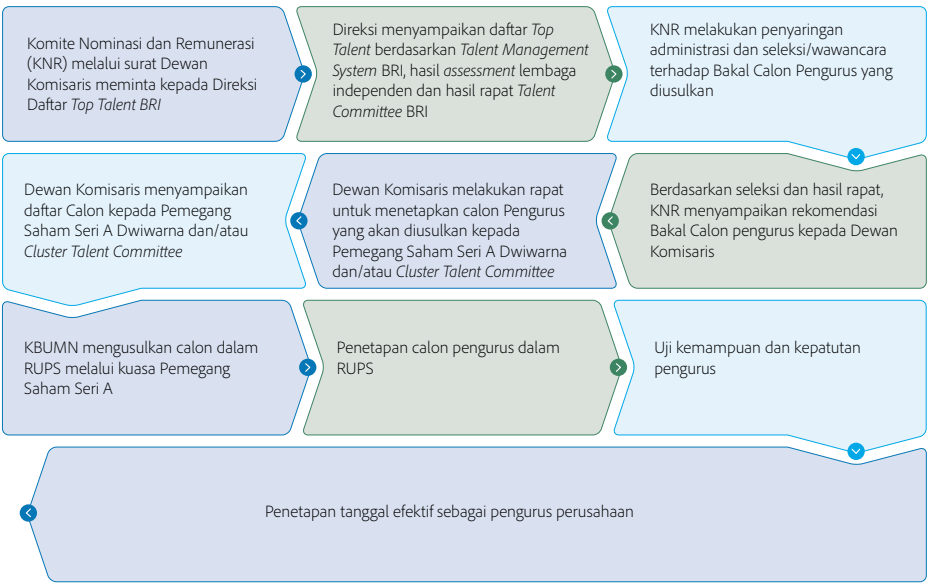 Komite Nominasi dan Remunerasi
(KNR) melalui surat Dewan
Komisaris meminta kepada Direksi
Daftar Top Talent BRI
Direksi menyampaikan daftar Top
Talent berdasarkan Talent Management
System BRI, hasil assessment lembaga
independen dan hasil rapat Talent
Committee BRI
KNR melakukan penyaringan
administrasi dan seleksi/wawancara
terhadap Bakal Calon Pengurus yang
diusulkan
Berdasarkan seleksi dan hasil rapat,
KNR menyampaikan rekomendasi
Bakal Calon pengurus kepada Dewan
Komisaris
Dewan Komisaris melakukan rapat
untuk menetapkan calon Pengurus
yang akan diusulkan kepada
Pemegang Saham Seri A Dwiwarna
dan/atau Cluster Talent Committee
Dewan Komisaris menyampaikan
daftar Calon kepada Pemegang
Saham Seri A Dwiwarna dan/atau
Cluster Talent Committee
KBUMN mengusulkan calon dalam
RUPS melalui kuasa Pemegang
Saham Seri A
Penetapan calon pengurus dalam
RUPS
Uji kemampuan dan kepatutan
pengurus
Penetapan tanggal efektif sebagai pengurus perusahaan